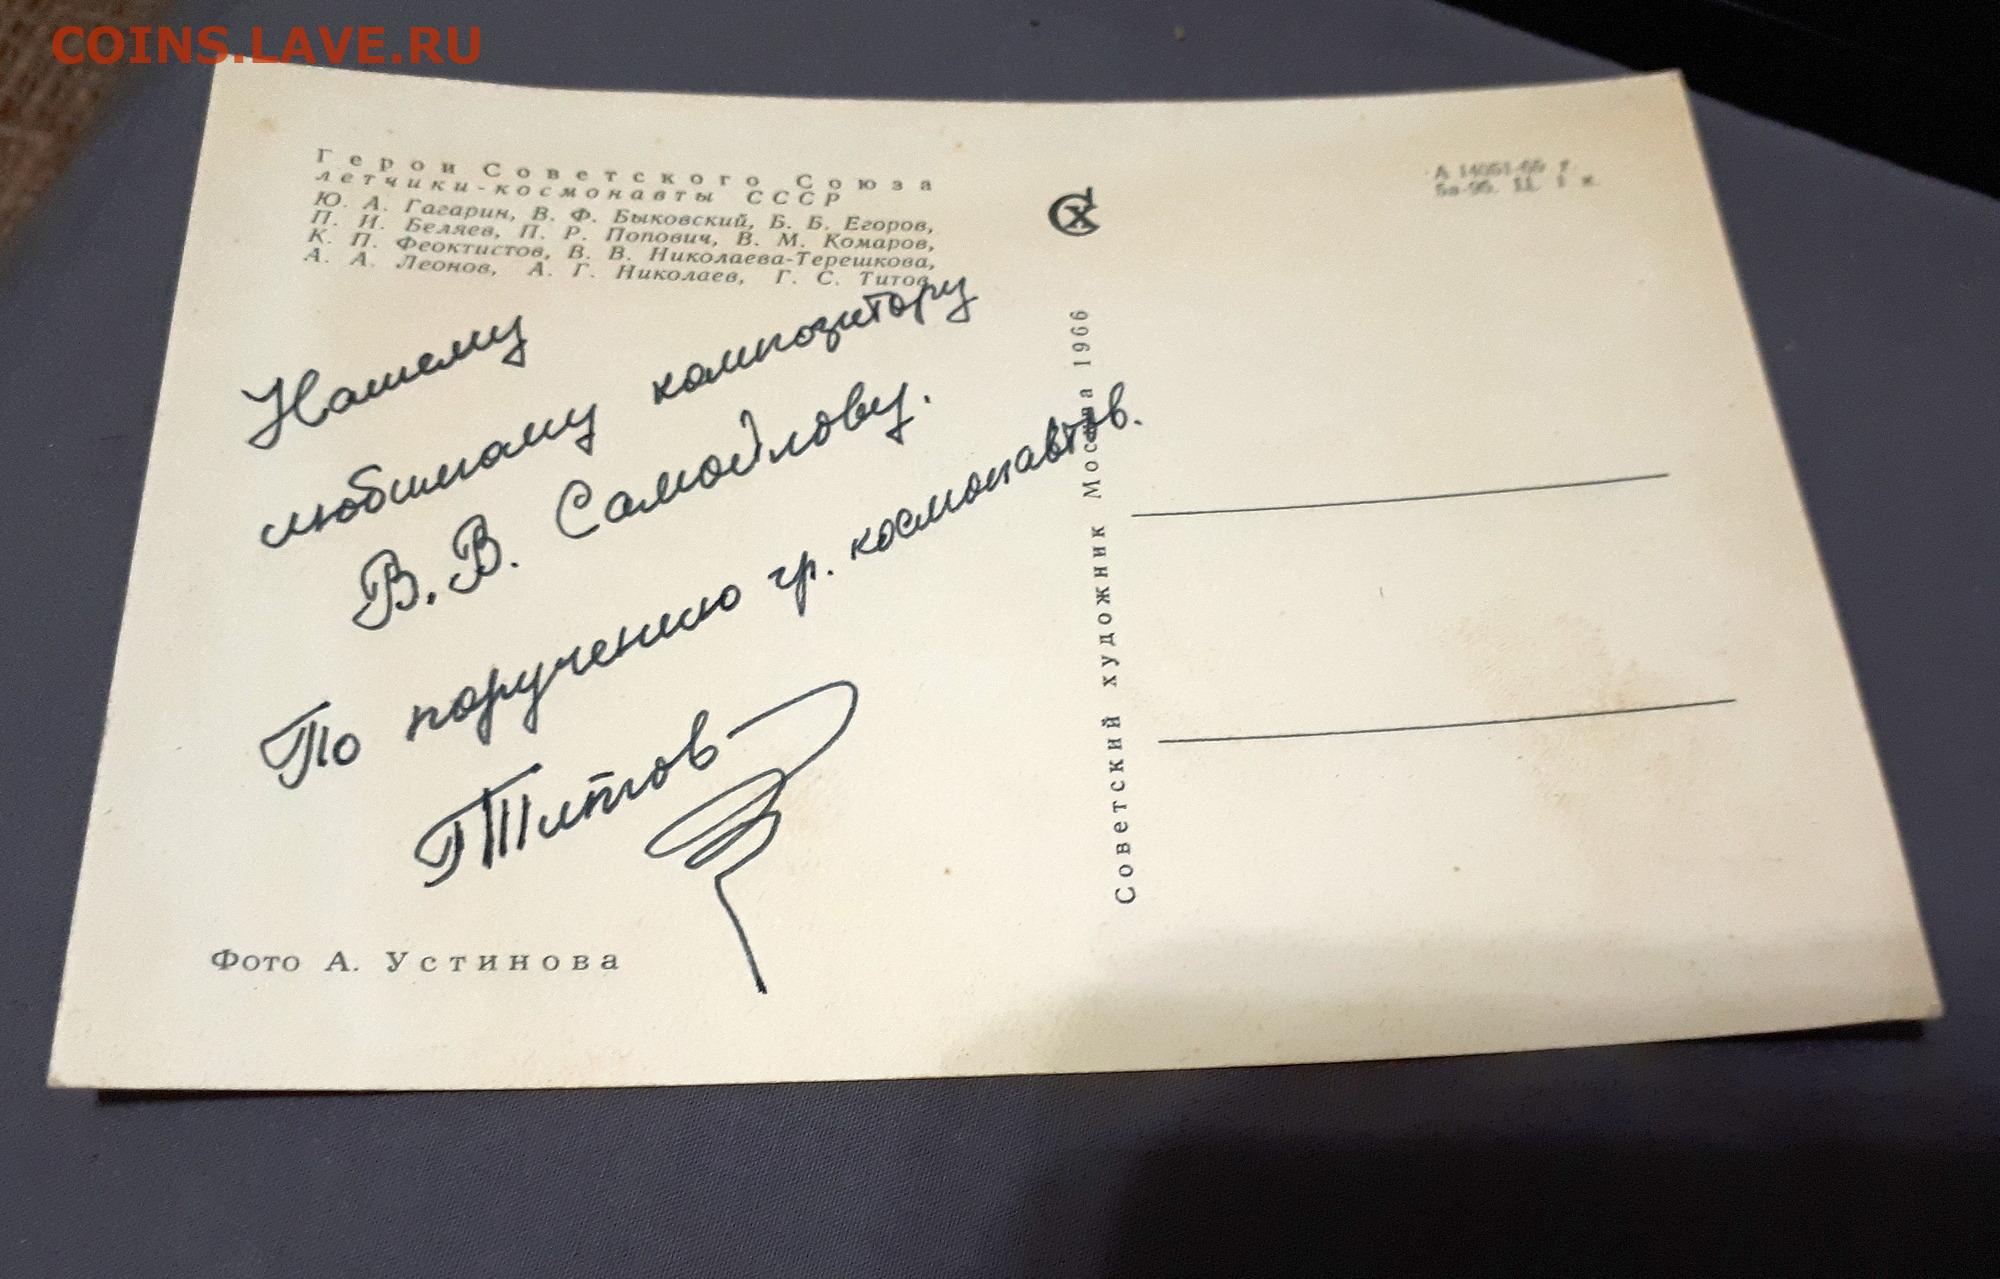 COINS.LAVE.RU
Герои Советского Союза
летчики-космонавты СССР
Ю. А. Гагарин, В. Ф. Быковский, Б. Б. Егоров,
П. И. Беляев, П. Р. Попович, В. М. Комаров,
К. П. Феоктистов, В. В. Николаева-Терешкова,
А. А. Леонов, А. Г. Николаев, Г. С. Титов
Нашему
любимому композитору
В. В. Самойлову.
По поручению гр. космонавтов.
Титов
Фото А. Устинова
Советский художник Москва 1966